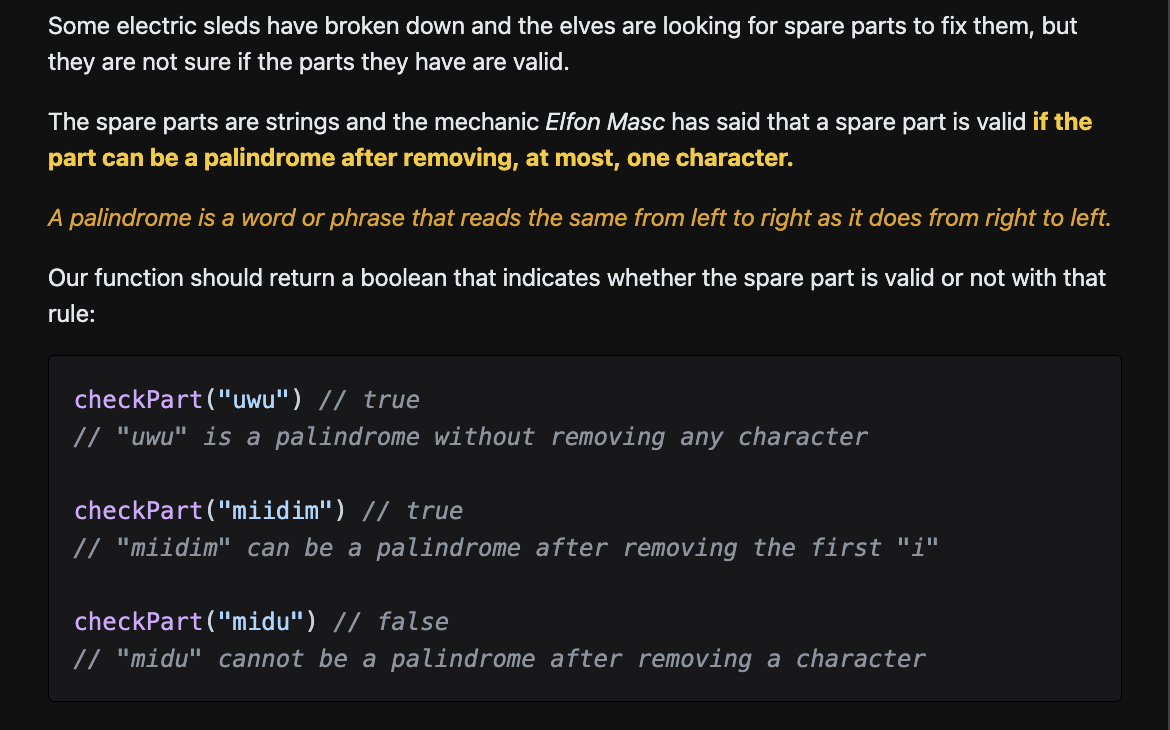 Some electric sleds have broken down and the elves are looking for spare parts to fix them, but
they are not sure if the parts they have are valid.
The spare parts are strings and the mechanic Elfon Masc has said that a spare part is valid if the
part can be a palindrome after removing, at most, one character.
A palindrome is a word or phrase that reads the same from left to right as it does from right to left.
Our function should return a boolean that indicates whether the spare part is valid or not with that
rule:
checkPart("uwu") // true
// "uwu" is a palindrome without removing any character
checkPart("miidim") // true
// "miidim" can be a palindrome after removing the first "i"
checkPart("midu") // false
// "midu" cannot be a palindrome after removing a character